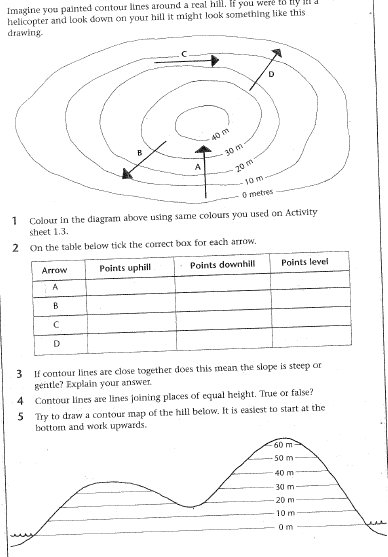 Imagine you painted contour lines around a real hill. If you were to fly in a
helicopter and look down on your hill it might look something like this
drawing.
C
D
B
A
40 m
30 m
20 m
10 m
0 metres
1 Colour in the diagram above using same colours you used on Activity
sheet 1.3.
2 On the table below tick the correct box for each arrow.
Arrow Points uphill Points downhill Points level
A
B
C
D
3 If contour lines are close together does this mean the slope is steep or
gentle? Explain your answer.
4 Contour lines are lines joining places of equal height. True or false?
5 Try to draw a contour map of the hill below. It is easiest to start at the
bottom and work upwards.
60 m
50 m
40 m
30 m
20 m
10 m
0 m